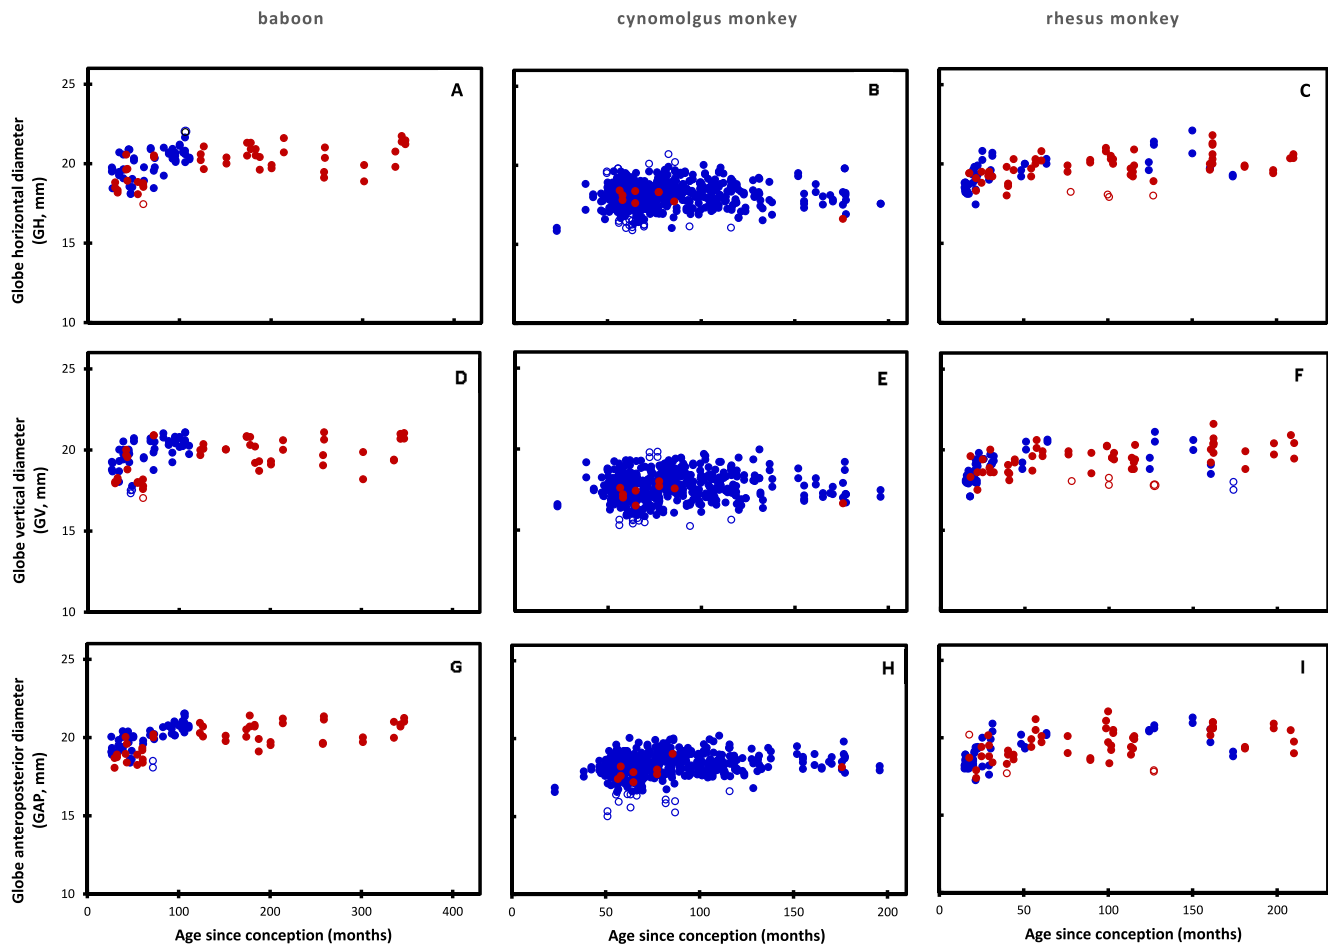 baboon
cynomolgus monkey
rhesus monkey
Globe horizontal diameter
(GH, mm)
25
20
15
10
A
B
C
Globe vertical diameter
(GV, mm)
25
20
15
10
D
E
F
Globe anteroposterior diameter
(GAP, mm)
25
20
15
10
G
H
I
0 100 200 300 400
0 50 100 150 200
0 50 100 150 200
Age since conception (months)
Age since conception (months)
Age since conception (months)